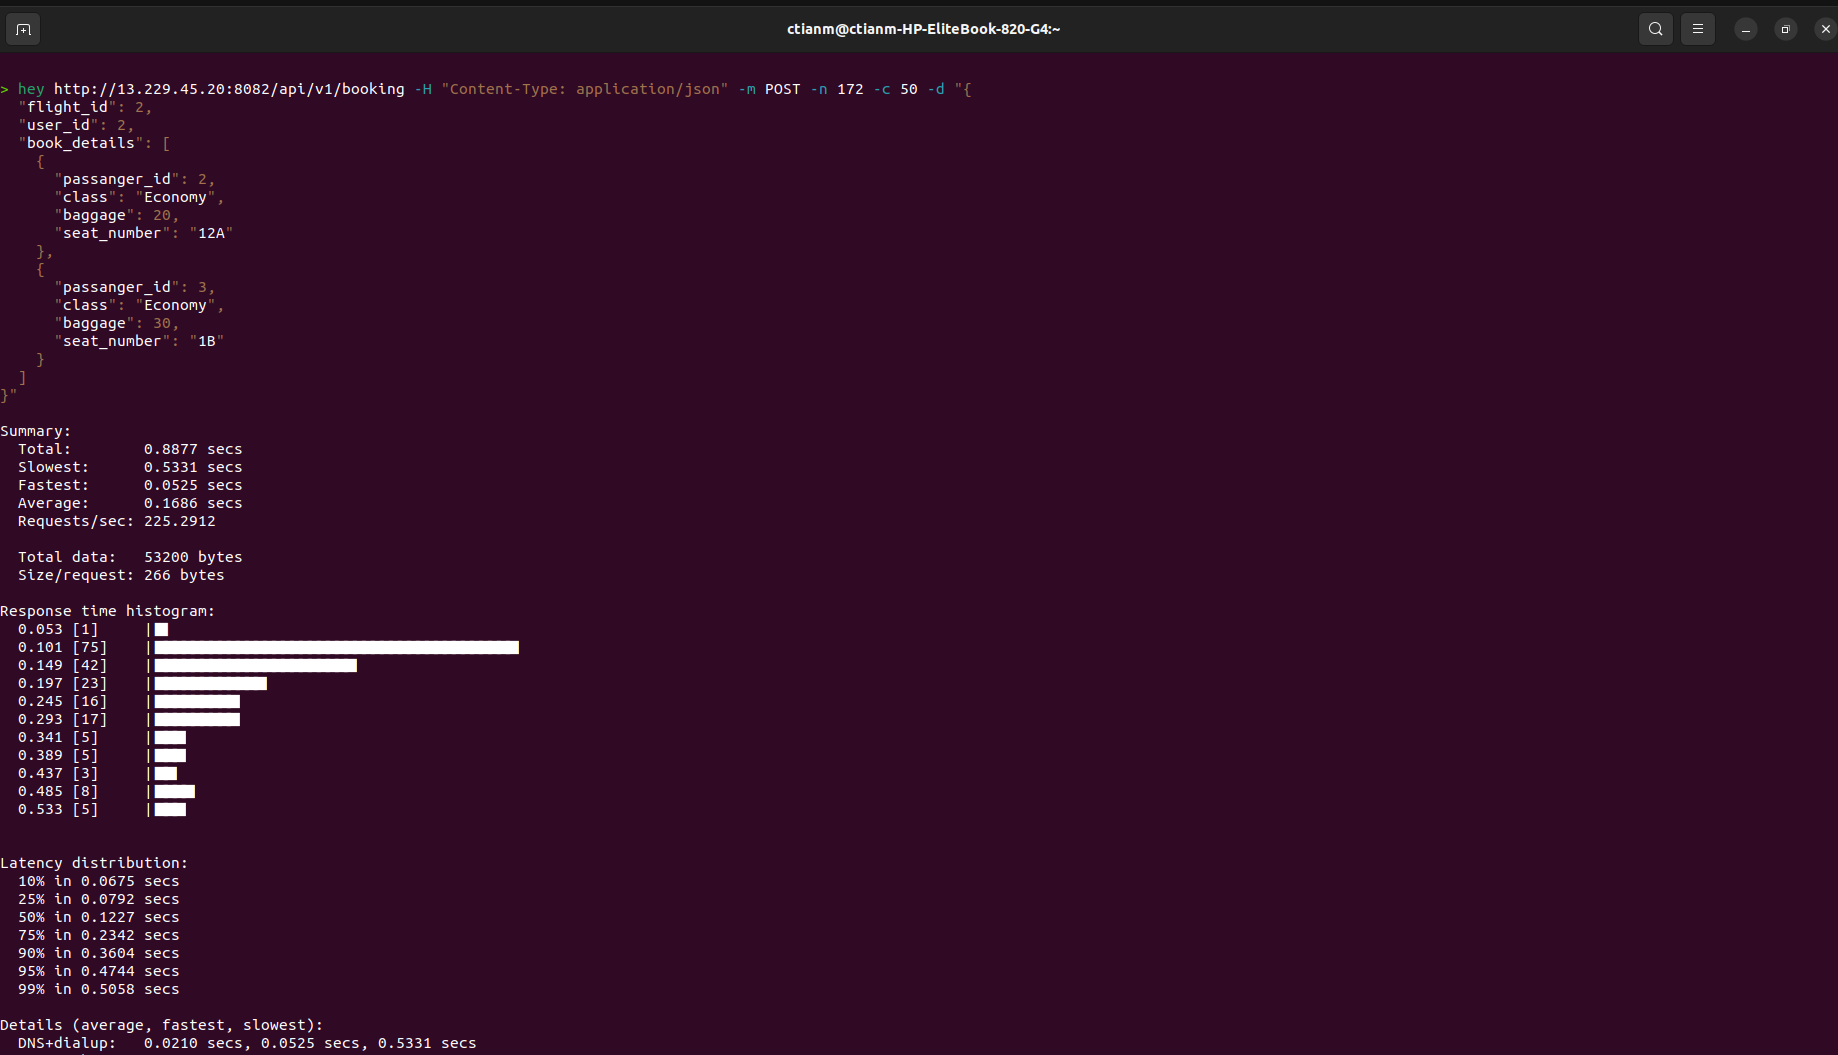 ctianm@ctianm-HP-EliteBook-820-G4:~
> hey http://13.229.45.20:8082/api/v1/booking -H "Content-Type: application/json" -m POST -n 172 -c 50 -d "{
  "flight_id": 2,
  "user_id": 2,
  "book_details": [
    {
      "passanger_id": 2,
      "class": "Economy",
      "baggage": 20,
      "seat_number": "12A"
    },
    {
      "passanger_id": 3,
      "class": "Economy",
      "baggage": 30,
      "seat_number": "1B"
    }
  ]
}"
Summary:
  Total:        0.8877 secs
  Slowest:      0.5331 secs
  Fastest:      0.0525 secs
  Average:      0.1686 secs
  Requests/sec: 225.2912
  Total data:   53200 bytes
  Size/request: 266 bytes
Response time histogram:
  0.053 [1]     |
  0.101 [75]    |
  0.149 [42]    |
  0.197 [23]    |
  0.245 [16]    |
  0.293 [17]    |
  0.341 [5]     |
  0.389 [5]     |
  0.437 [3]     |
  0.485 [8]     |
  0.533 [5]     |
Latency distribution:
  10% in 0.0675 secs
  25% in 0.0792 secs
  50% in 0.1227 secs
  75% in 0.2342 secs
  90% in 0.3604 secs
  95% in 0.4744 secs
  99% in 0.5058 secs
Details (average, fastest, slowest):
  DNS+dialup:   0.0210 secs, 0.0525 secs, 0.5331 secs